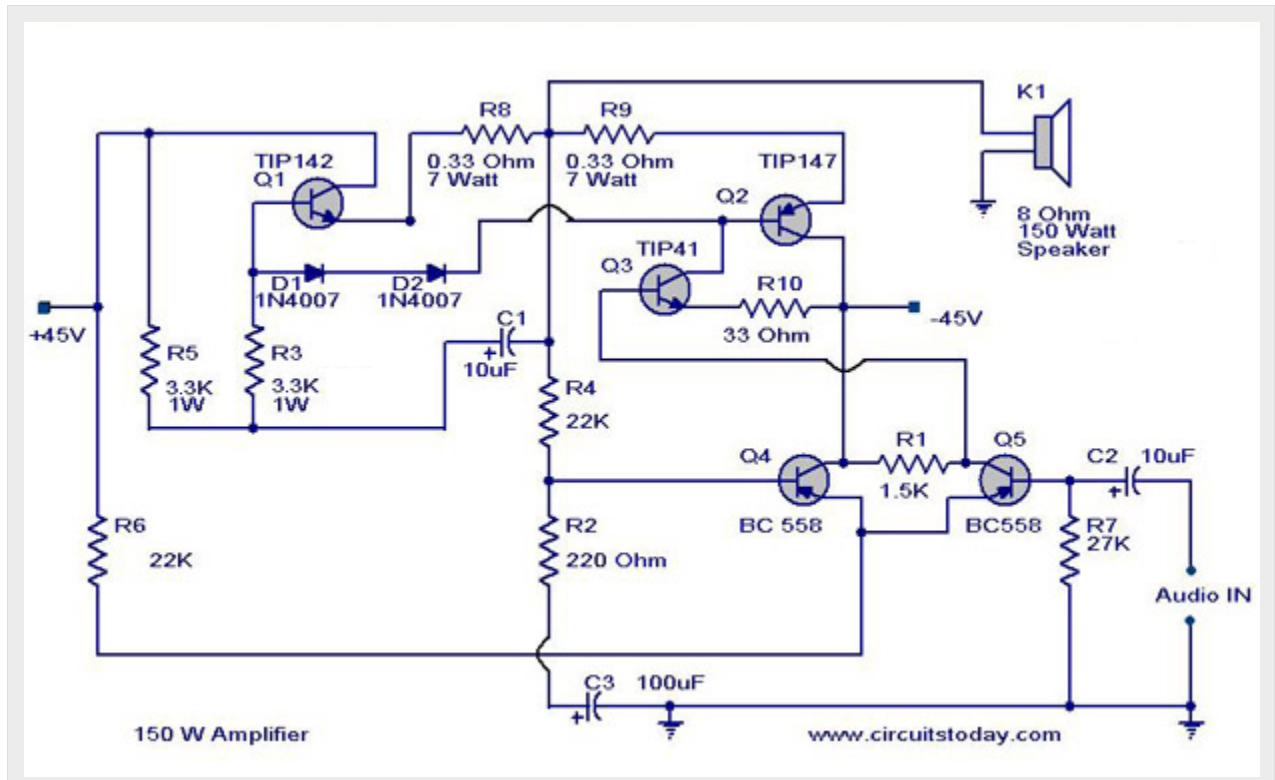 K1
R8
R9
0.33 Ohm
7 Watt
0.33 Ohm
7 Watt
TIP142
Q1
TIP147
Q2
8 Ohm
150 Watt
Speaker
TIP41
Q3
D1
1N4007
D2
1N4007
R10
33 Ohm
+45V
-45V
C1
+
10uF
R5
3.3K
1W
R3
3.3K
1W
R4
22K
Q4
R1
1.5K
Q5
C2
10uF
+
BC 558
BC558
R6
22K
R2
220 Ohm
R7
27K
Audio IN
C3
100uF
+
150 W Amplifier
www.circuitstoday.com